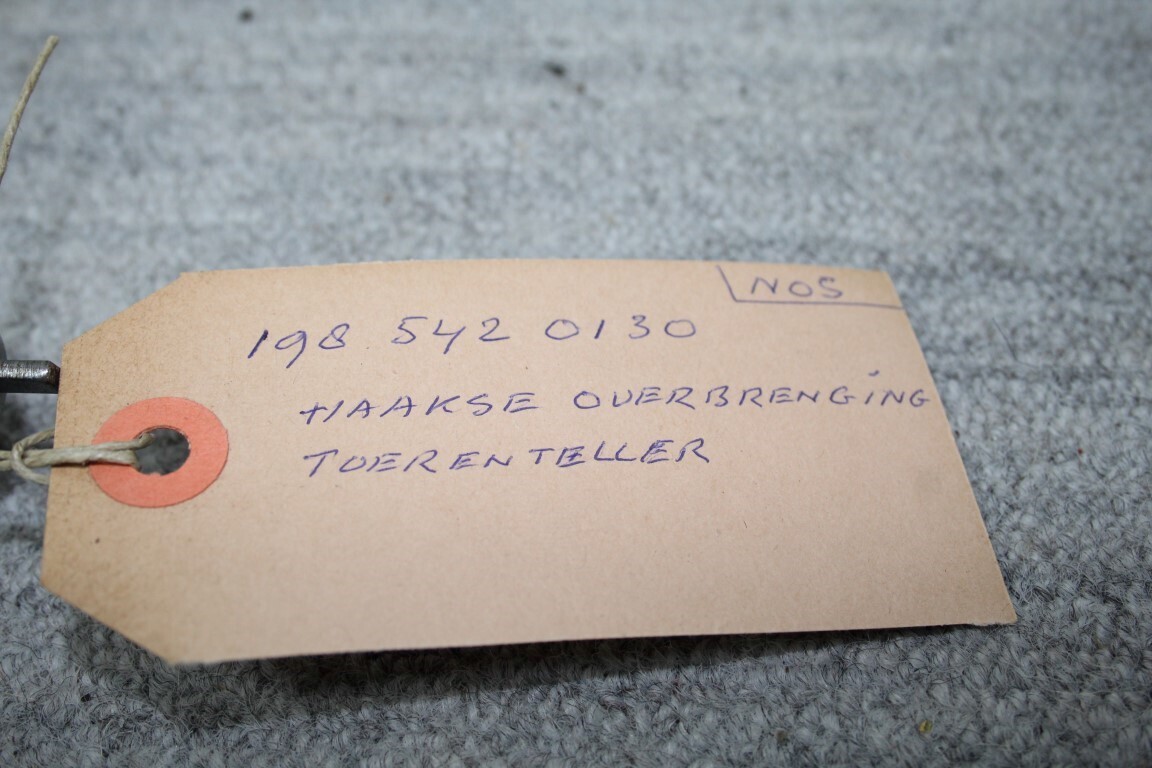 NOS
198 542 0130
HAAKSE OVERBRENGING
TOERENTELLER